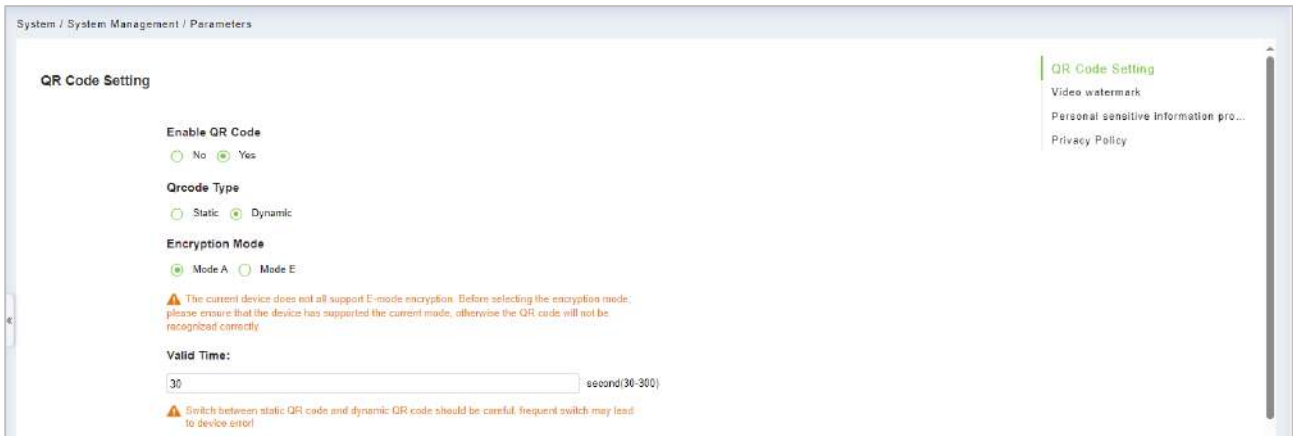 System / System Management / Parameters
QR Code Setting
Enable QR Code
No Yes
Qrcode Type
Static Dynamic
Encryption Mode
Mode A Mode E
The current device does not all support E-mode encryption. Before selecting the encryption mode,
please ensure that the device has supported the current mode, otherwise the QR code will not be
recognized correctly
Valid Time:
30 second(30-300)
Switch between static QR code and dynamic QR code should be careful, frequent switch may lead
to device error!
QR Code Setting
Video watermark
Personal sensitive information pro...
Privacy Policy